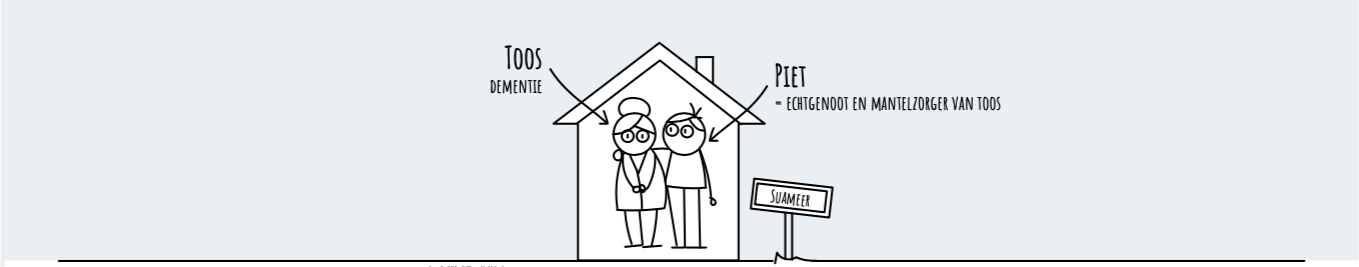 Toos
dementie
Piet
= echtgenoot en mantelzorger van Toos
Suameer